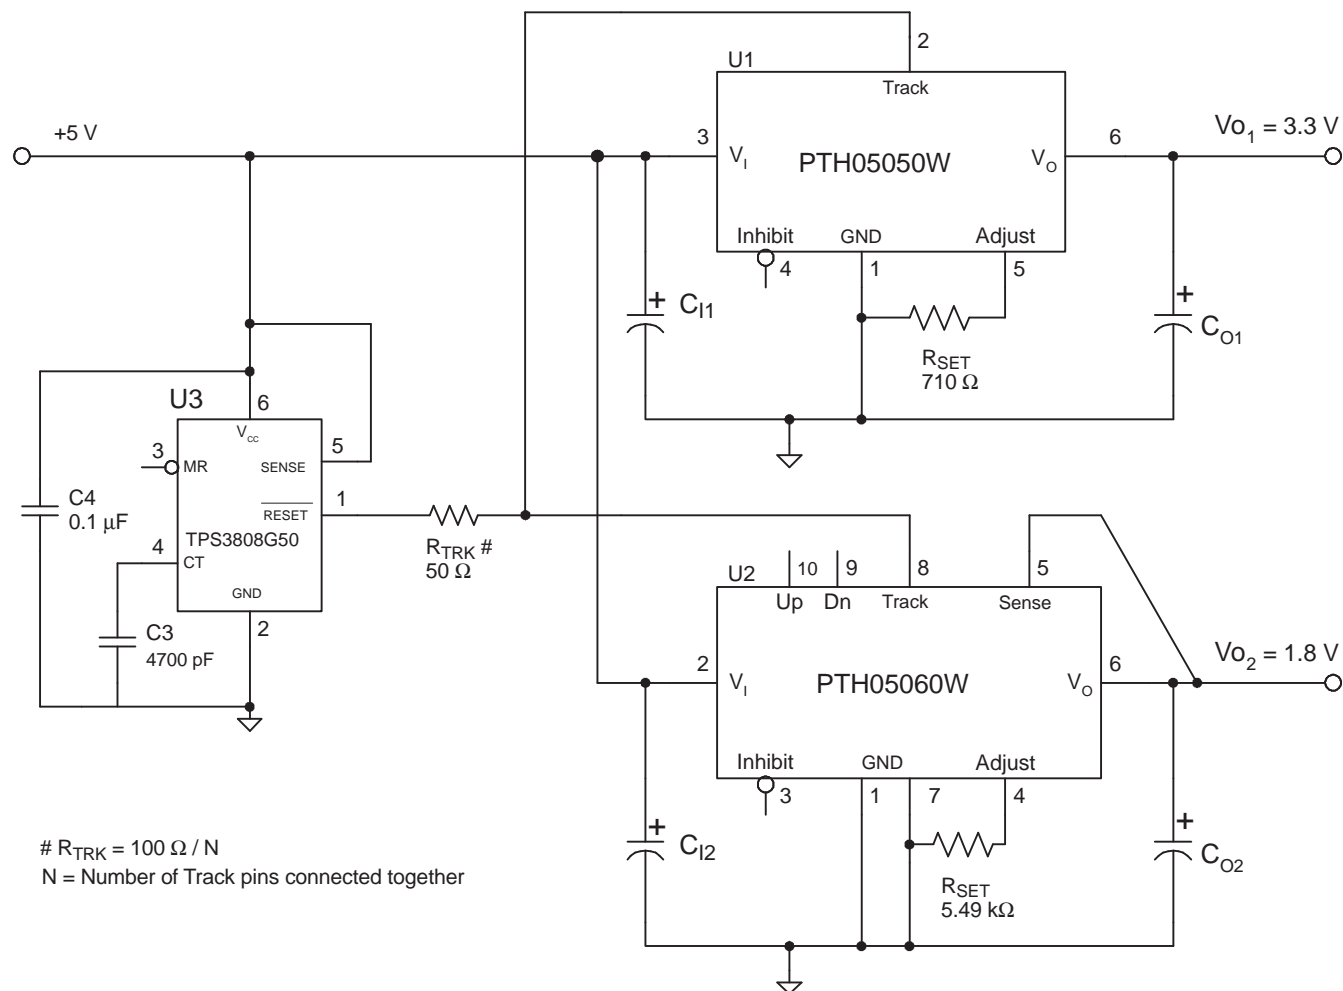 2
U1
Track
+5 V
3
V_I
PTH05050W
V_O
6
Vo_1 = 3.3 V
Inhibit
GND
Adjust
4
1
5
+
C_I1
R_SET
710 Ω
+
C_O1
U3
6
V_cc
5
3
MR
SENSE
1
RESET
C4
0.1 μF
TPS3808G50
4
CT
R_TRK #
50 Ω
GND
2
C3
4700 pF
U2
10
9
8
5
Up
Dn
Track
Sense
2
V_I
PTH05060W
V_O
6
Vo_2 = 1.8 V
Inhibit
GND
Adjust
3
1
7
4
+
C_I2
R_SET
5.49 kΩ
+
C_O2
# R_TRK = 100 Ω / N
N = Number of Track pins connected together